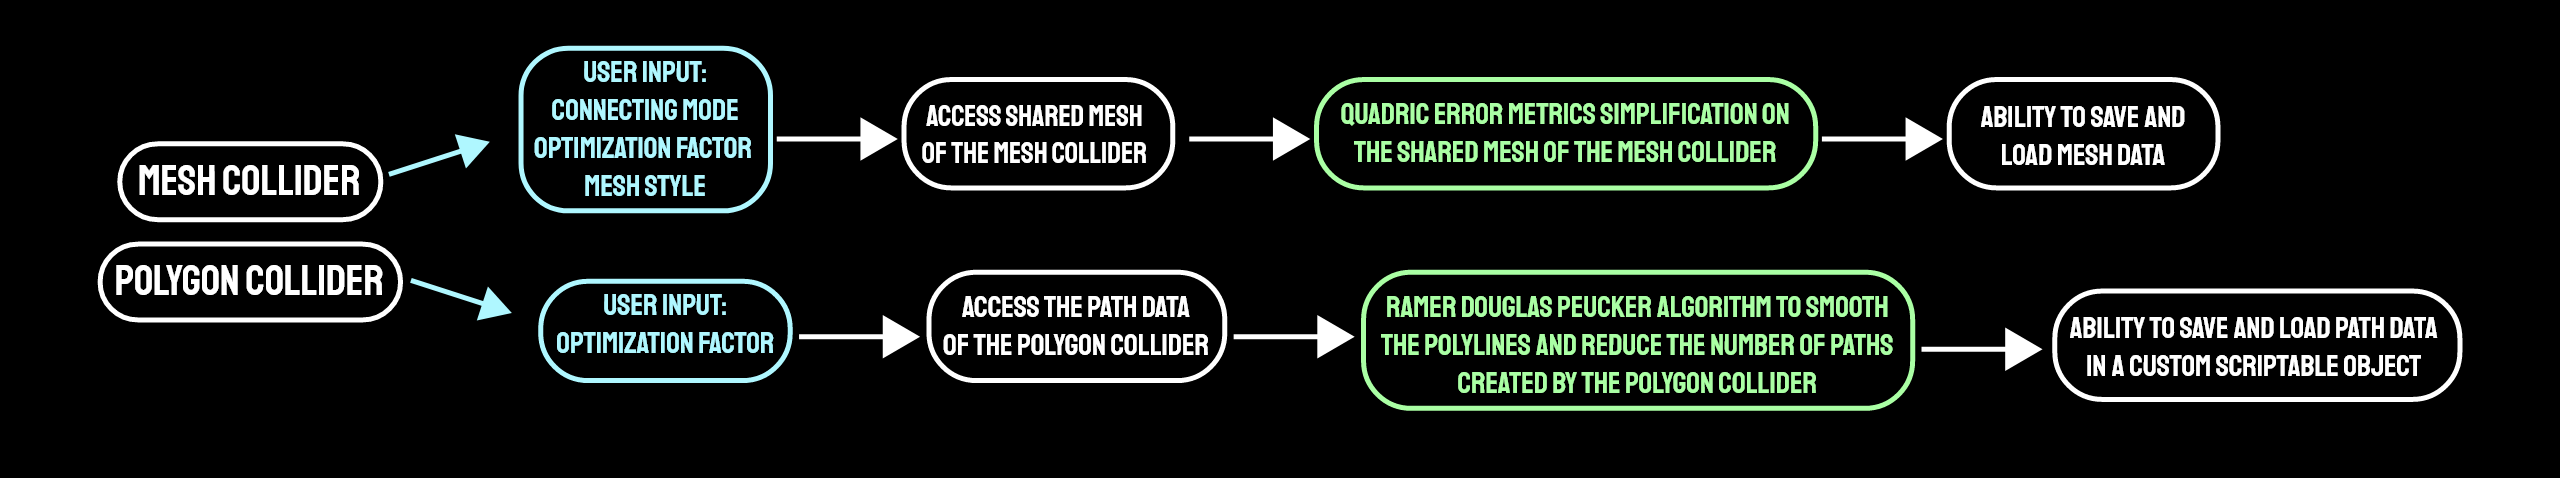 MESH COLLIDER
USER INPUT:
CONNECTING MODE
OPTIMIZATION FACTOR
MESH STYLE
ACCESS SHARED MESH
OF THE MESH COLLIDER
QUADRIC ERROR METRICS SIMPLIFICATION ON
THE SHARED MESH OF THE MESH COLLIDER
ABILITY TO SAVE AND
LOAD MESH DATA
POLYGON COLLIDER
USER INPUT:
OPTIMIZATION FACTOR
ACCESS THE PATH DATA
OF THE POLYGON COLLIDER
RAMER DOUGLAS PEUCKER ALGORITHM TO SMOOTH
THE POLYLINES AND REDUCE THE NUMBER OF PATHS
CREATED BY THE POLYGON COLLIDER
ABILITY TO SAVE AND LOAD PATH DATA
IN A CUSTOM SCRIPTABLE OBJECT